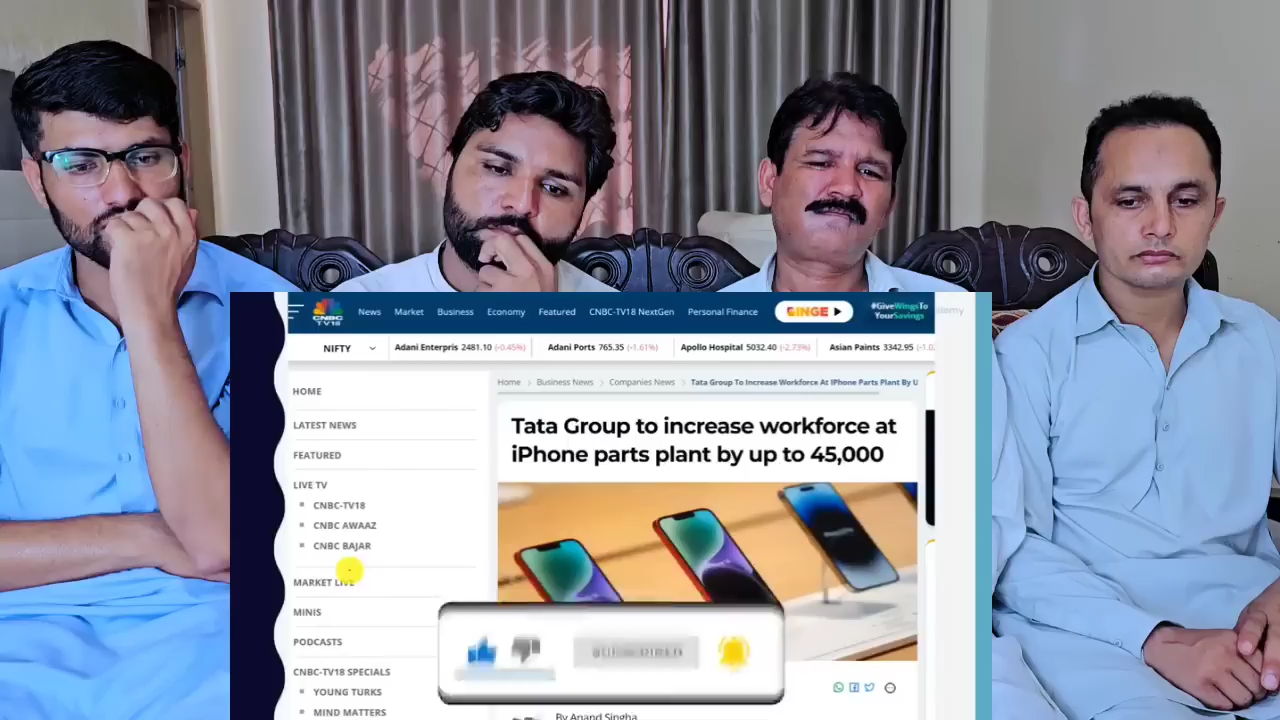 CNBC
TV18
News Market Business Economy Featured CNBC-TV18 NextGen Personal Finance
BINGE
#GiveWingsTo
YourSavings
NIFTY
Adani Enterpris 2481.10 (-0.45%)
Adani Ports 765.35 (-1.61%)
Apollo Hospital 5032.40 (-2.73%)
Asian Paints 3342.95
Home > Business News > Companies News > Tata Group To Increase Workforce At IPhone Parts Plant By U
Tata Group to increase workforce at
iPhone parts plant by up to 45,000
HOME
LATEST NEWS
FEATURED
LIVE TV
CNBC-TV18
CNBC AWAAZ
CNBC BAJAR
MARKET LIVE
MINIS
PODCASTS
CNBC-TV18 SPECIALS
YOUNG TURKS
MIND MATTERS
SUBSCRIBED
By Anand Singha